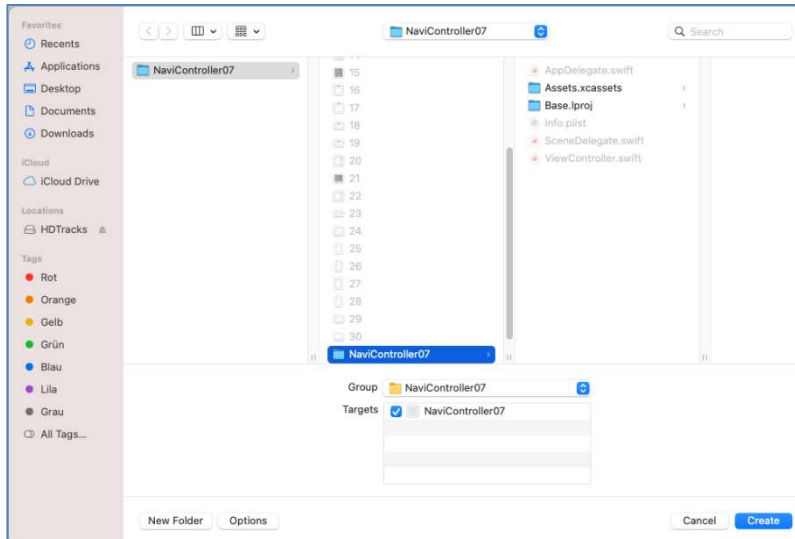 Favorites
Recents
Applications
Desktop
Documents
Downloads
iCloud
iCloud Drive
Locations
HDTracks
Tags
Rot
Orange
Gelb
Grün
Blau
Lila
Grau
All Tags...
NaviController07
Search
NaviController07
15
16
17
18
19
20
21
22
23
24
25
26
27
28
29
30
NaviController07
AppDelegate.swift
Assets.xcassets
Base.lproj
Info.plist
SceneDelegate.swift
ViewController.swift
Group NaviController07
Targets NaviController07
New Folder Options Cancel Create